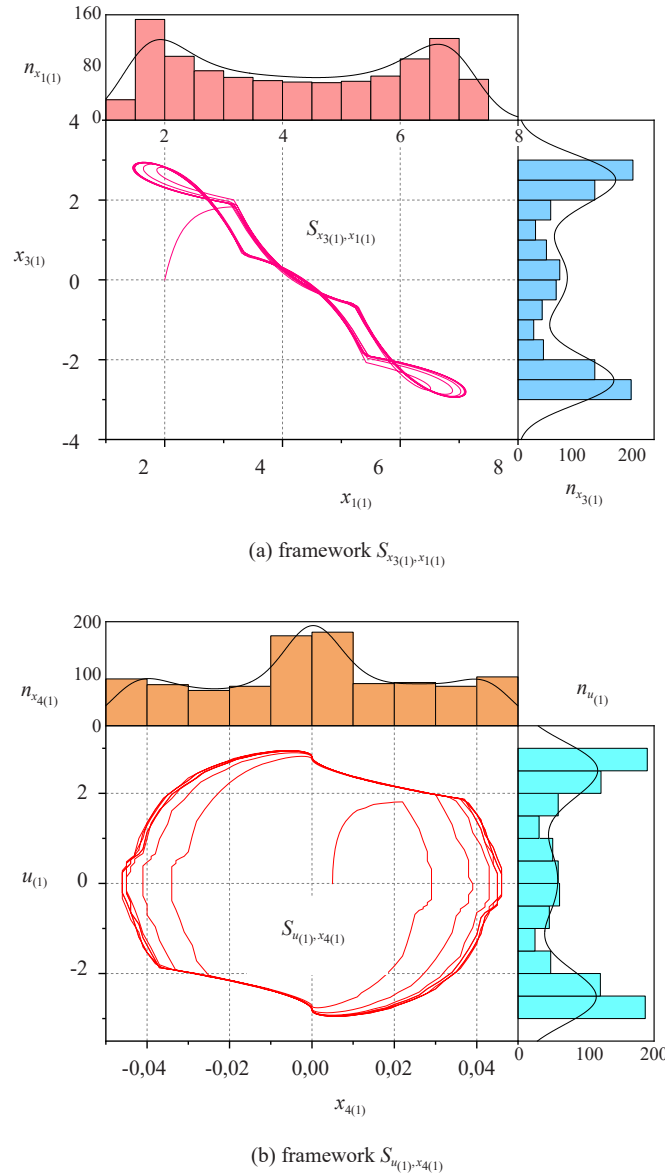 160
n_{x_{1(1)}}
80
0
2 4 6 8
4
2
S_{x_{3(1)},x_{1(1)}}
x_{3(1)}
0
-2
-4
2 4 6 8
0 100 200
x_{1(1)}
n_{x_{3(1)}}
(a) framework S_{x_{3(1)},x_{1(1)}}
200
n_{x_{4(1)}}
100
0
n_{u_{(1)}}
2
u_{(1)}
0
S_{u_{(1)},x_{4(1)}}
-2
0 100 200
-0,04 -0,02 0,00 0,02 0,04
x_{4(1)}
(b) framework S_{u_{(1)},x_{4(1)}}